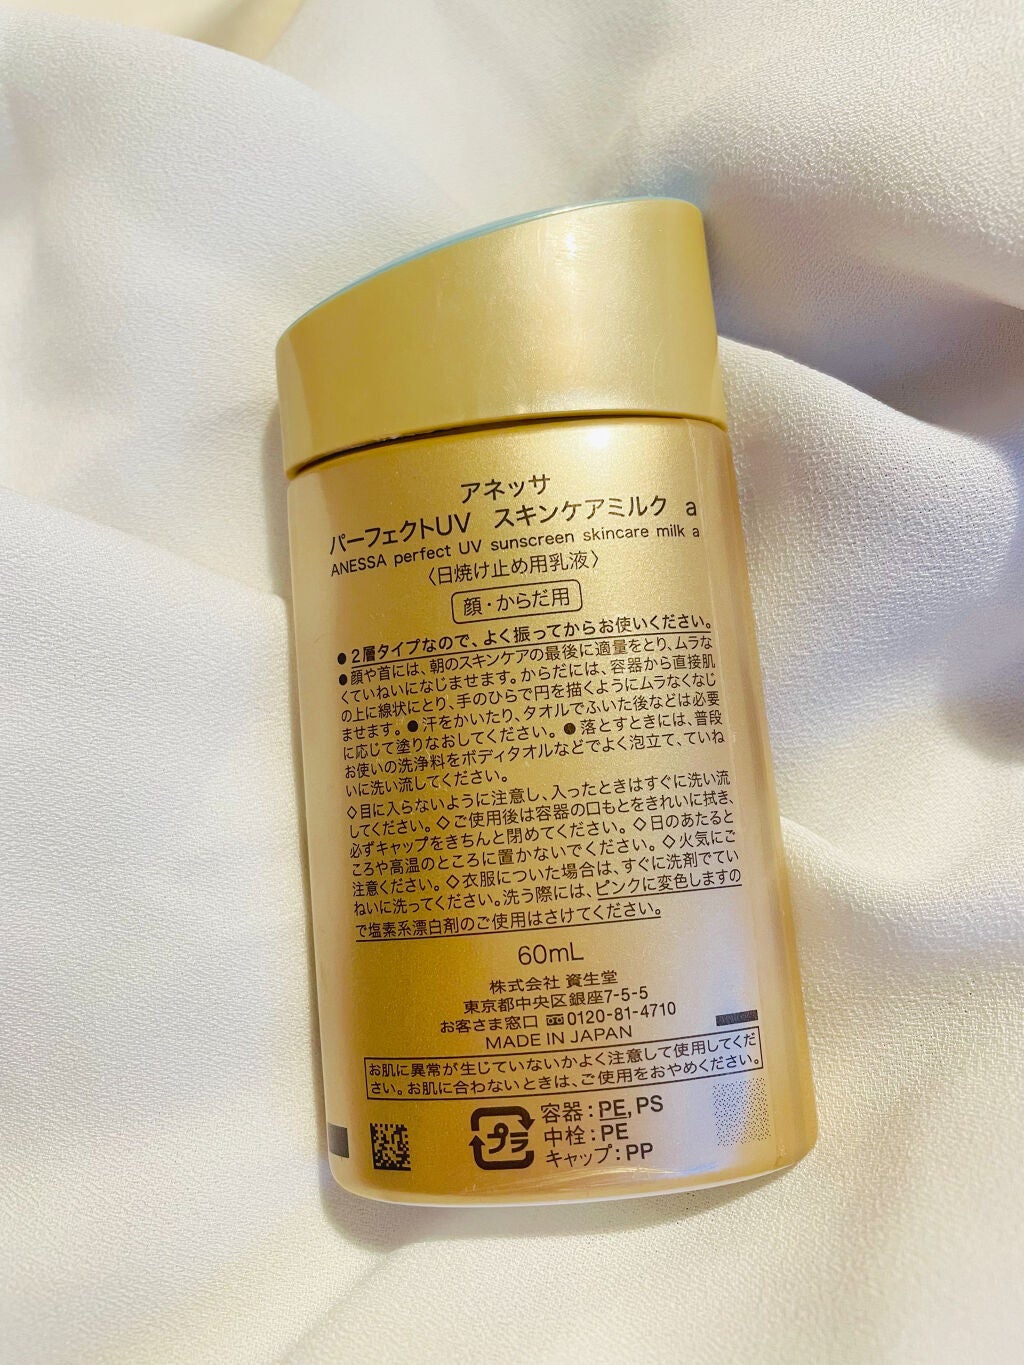 アネッサ
パーフェクトUV スキンケアミルク a
ANESSA perfect UV sunscreen skincare milk a
〈日焼け止め用乳液〉
顔・からだ用
●2層タイプなので、よく振ってからお使いください。
●顔や首には、朝のスキンケアの最後に適量をとり、ムラな
くていねいになじませます。からだには、容器から直接肌
の上に線状にとり、手のひらで円を描くようにムラなくなじ
ませます。●汗をかいたり、タオルでふいた後などは必要
に応じて塗りなおしてください。●落とすときには、普段
お使いの洗浄料をボディタオルなどでよく泡立て、ていね
いに洗い流してください。
◇目に入らないように注意し、入ったときはすぐに洗い流
してください。◇ご使用後は容器の口もとをきれいに拭き、
必ずキャップをきちんと閉めてください。◇日のあたると
ころや高温のところに置かないでください。◇火気にご
注意ください。◇衣服についた場合は、すぐに洗剤でてい
ねいに洗ってください。洗う際には、ピンクに変色しますの
で塩素系漂白剤のご使用はさけてください。
60mL
株式会社 資生堂
東京都中央区銀座7-5-5
お客さま窓口 0120-81-4710
MADE IN JAPAN
お肌に異常が生じていないかよく注意して使用してくだ
さい。お肌に合わないときは、ご使用をおやめください。
プラ
容器：PE, PS
中栓：PE
キャップ：PP